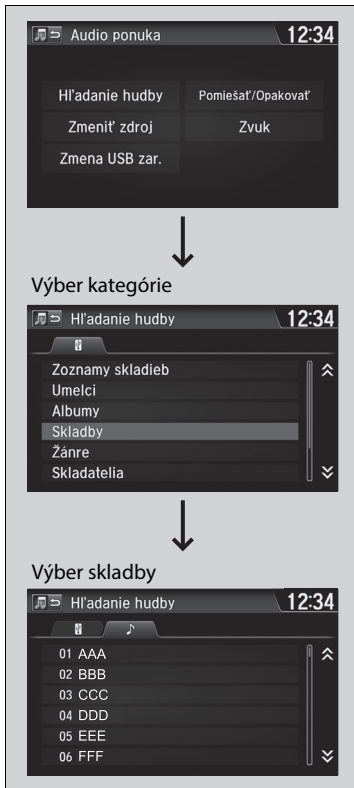 Audio ponuka 12:34
Hľadanie hudby Pomiešať/Opakovať
Zmeniť zdroj Zvuk
Zmena USB zar.
Výber kategórie
Hľadanie hudby 12:34
Zoznamy skladieb
Umelci
Albumy
Skladby
Žánre
Skladatelia
Výber skladby
Hľadanie hudby 12:34
01 AAA
02 BBB
03 CCC
04 DDD
05 EEE
06 FFF